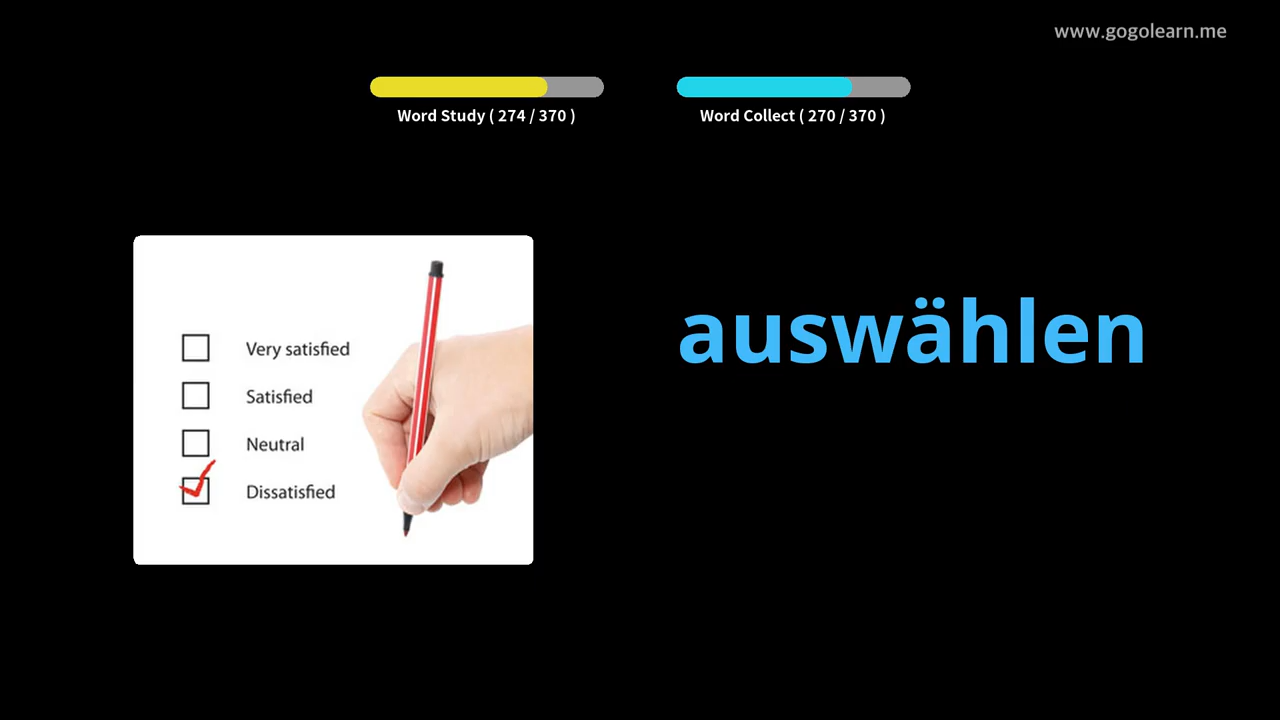 www.gogolearn.me
Word Study ( 274 / 370 )
Word Collect ( 270 / 370 )
Very satisfied
Satisfied
Neutral
Dissatisfied
auswählen